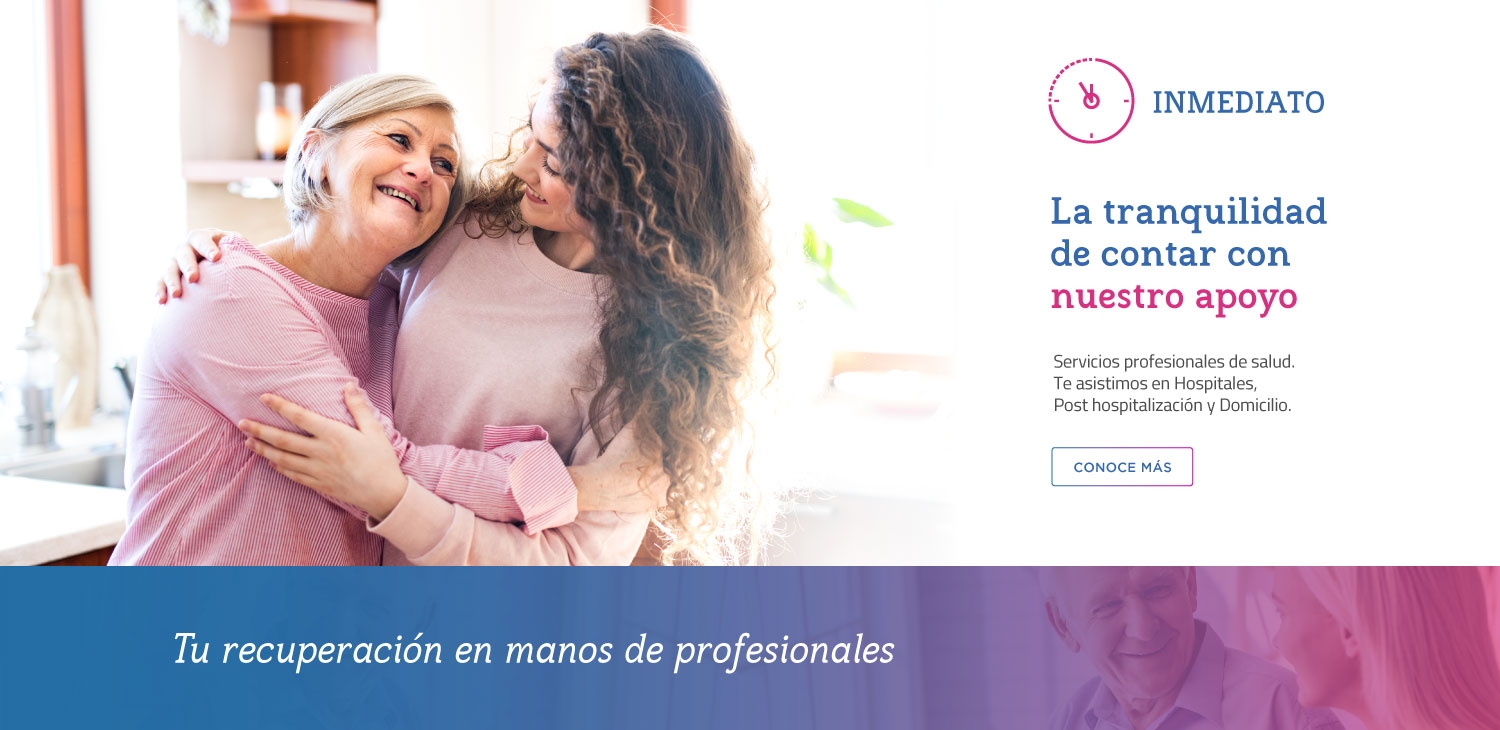 INMEDIATO
La tranquilidad
de contar con
nuestro apoyo
Servicios profesionales de salud.
Te asistimos en Hospitales,
Post hospitalización y Domicilio.
CONOCE MÁS
Tu recuperación en manos de profesionales